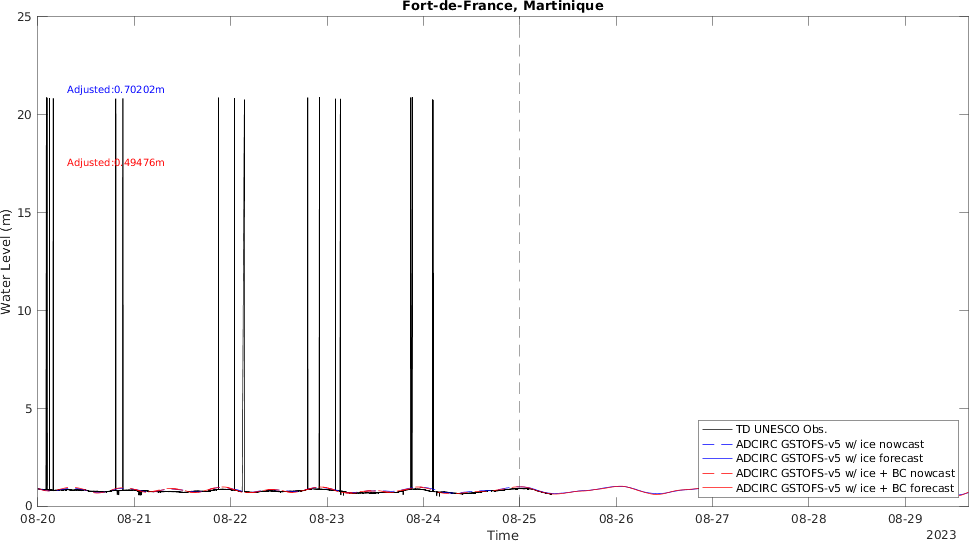 Fort-de-France, Martinique
25
20
15
10
5
0
Water Level (m)
Adjusted:0.70202m
Adjusted:0.49476m
TD UNESCO Obs.
ADCIRC GSTOFS-v5 w/ ice nowcast
ADCIRC GSTOFS-v5 w/ ice forecast
ADCIRC GSTOFS-v5 w/ ice + BC nowcast
ADCIRC GSTOFS-v5 w/ ice + BC forecast
08-20 08-21 08-22 08-23 08-24 08-25 08-26 08-27 08-28 08-29
Time
2023